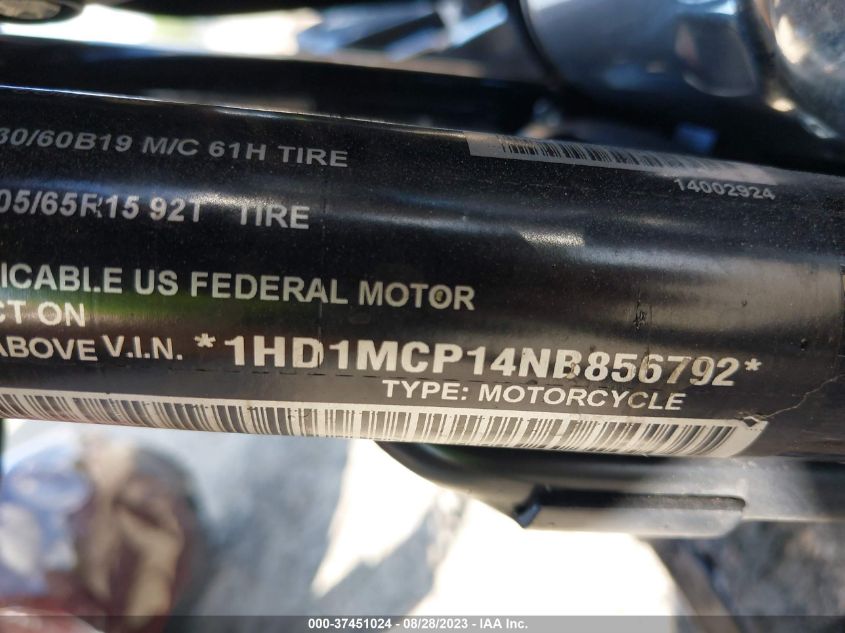 30/60B19 M/C 61H TIRE
14002924
05/65R15 92T TIRE
ICABLE US FEDERAL MOTOR
CT ON
ABOVE V.I.N. *1HD1MCP14NB856792*
TYPE: MOTORCYCLE
000-37451024 - 08/28/2023 - IAA Inc.